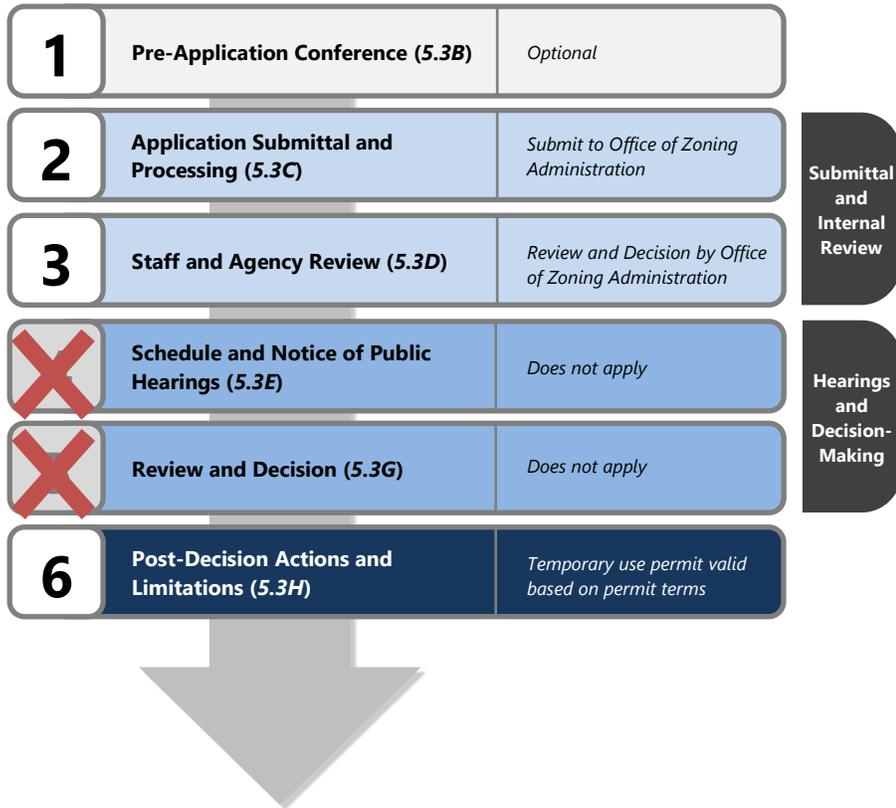 1
Pre-Application Conference (5.3B)
Optional
2
Application Submittal and
Processing (5.3C)
Submit to Office of Zoning
Administration
3
Staff and Agency Review (5.3D)
Review and Decision by Office
of Zoning Administration
Submittal
and
Internal
Review
Schedule and Notice of Public
Hearings (5.3E)
Does not apply
Review and Decision (5.3G)
Does not apply
Hearings
and
Decision-
Making
6
Post-Decision Actions and
Limitations (5.3H)
Temporary use permit valid
based on permit terms